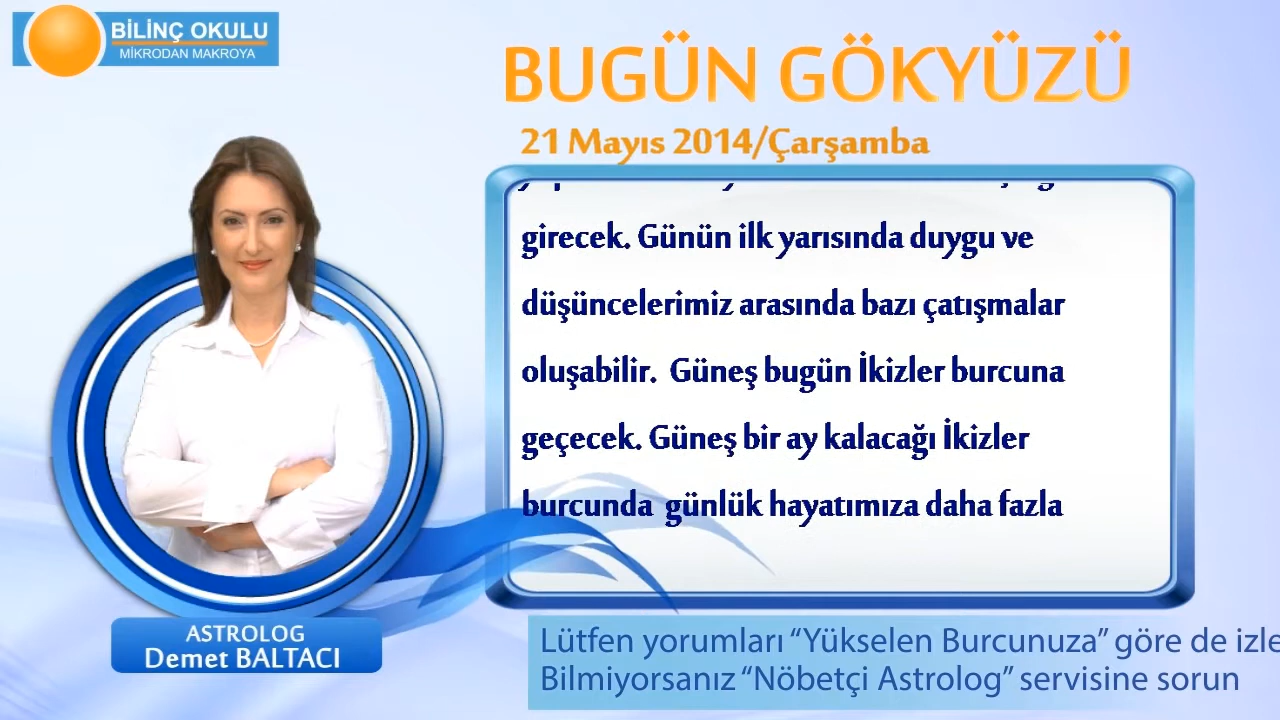 BİLİNÇ OKULU
MİKRODAN MAKROYA
BUGÜN GÖKYÜZÜ
21 Mayıs 2014/Çarşamba
girecek. Günün ilk yarısında duygu ve
düşüncelerimiz arasında bazı çatışmalar
oluşabilir. Güneş bugün İkizler burcuna
geçecek. Güneş bir ay kalacağı İkizler
burcunda günlük hayatımıza daha fazla
ASTROLOG
Demet BALTACI
Lütfen yorumları “Yükselen Burcunuza” göre de izle
Bilmiyorsanız “Nöbetçi Astrolog” servisine sorun